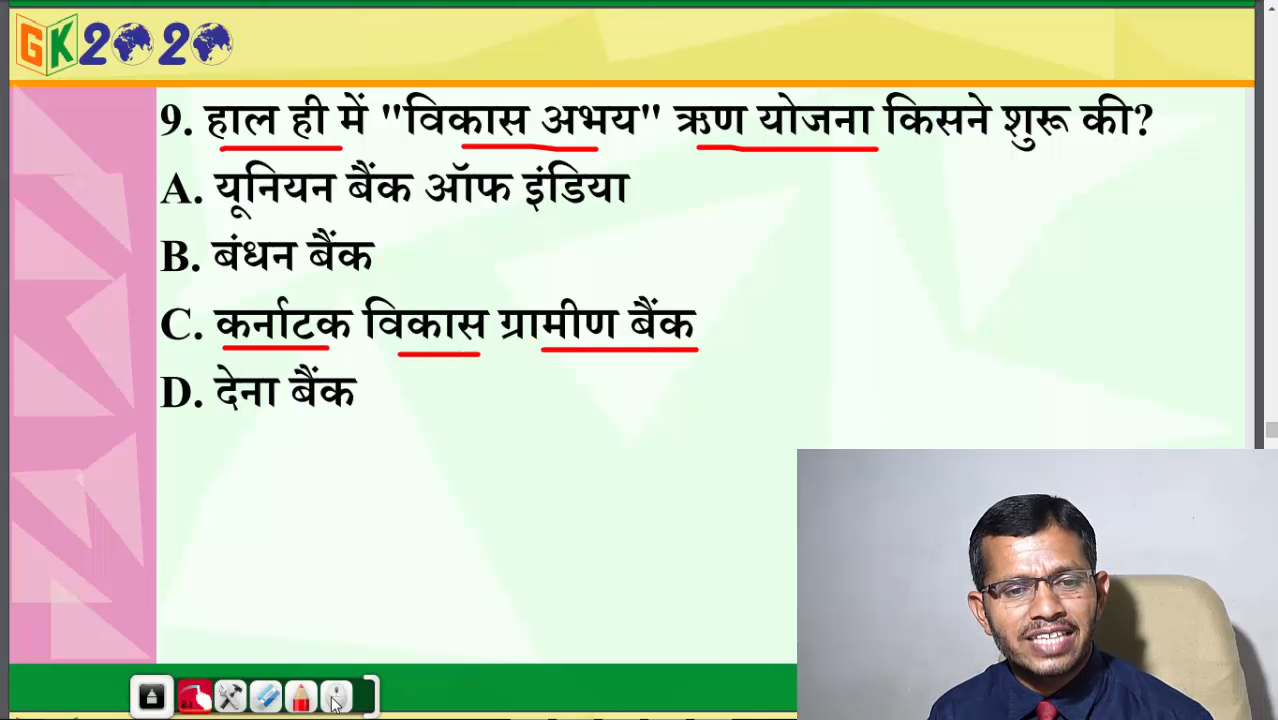 GK2020
9. हाल ही में "विकास अभय" ऋण योजना किसने शुरू की?
A. यूनियन बैंक ऑफ इंडिया
B. बंधन बैंक
C. कर्नाटक विकास ग्रामीण बैंक
D. देना बैंक